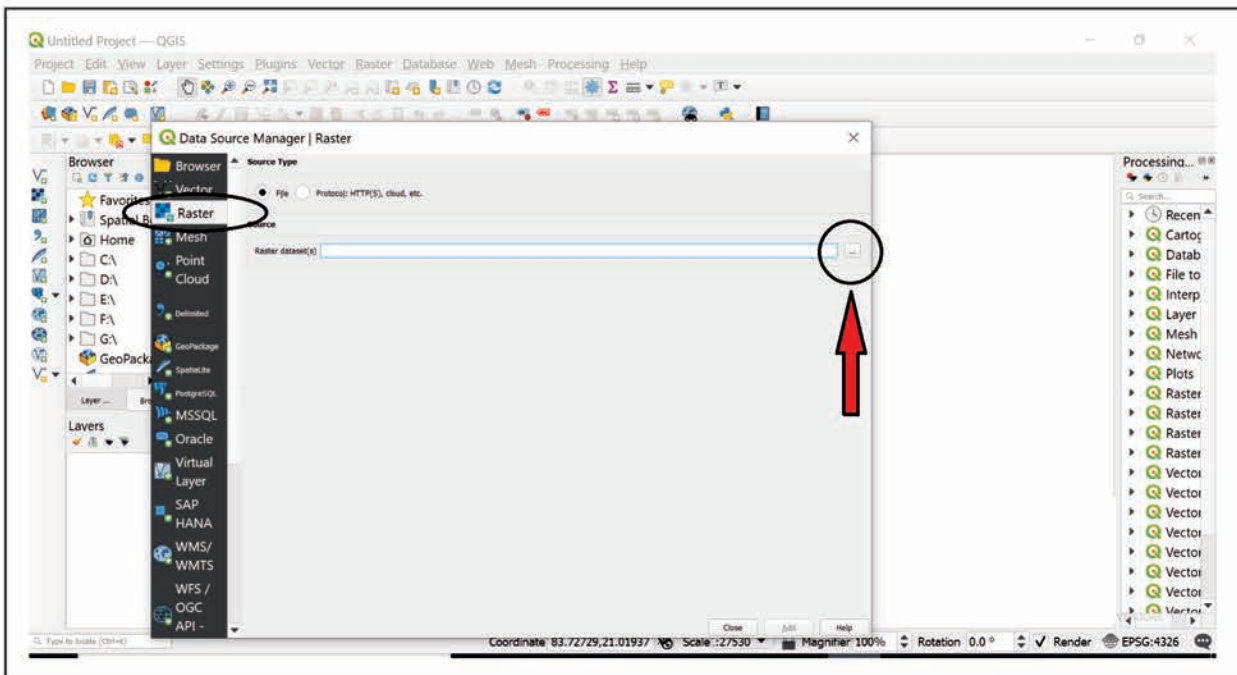 Untitled Project — QGIS
Project Edit View Layer Settings Plugins Vector Raster Database Web Mesh Processing Help
Data Source Manager | Raster
Browser
Favorites
Home
C:\
D:\
E:\
F:\
G:\
GeoPack
Layer ...
Layers
Browser
Vector
Raster
Mesh
Point
Cloud
Delimited
GeoPackage
SpatiaLite
PostgreSQL
MSSQL
Oracle
Virtual
Layer
SAP
HANA
WMS/
WMTS
WFS /
OGC
API -
Source Type
File Protocol: HTTP(S), cloud, etc.
Source
Raster dataset(s)
...
Close Add Help
Processing...
Search...
Recen
Cartog
Datab
File to
Interp
Layer
Mesh
Netwo
Plots
Raster
Raster
Raster
Raster
Vector
Vector
Vector
Vector
Vector
Vector
Vector
Vector
Type to locate (Ctrl+K)
Coordinate 83.72729,21.01937 Scale :27530 Magnifier 100% Rotation 0.0 ° Render EPSG:4326